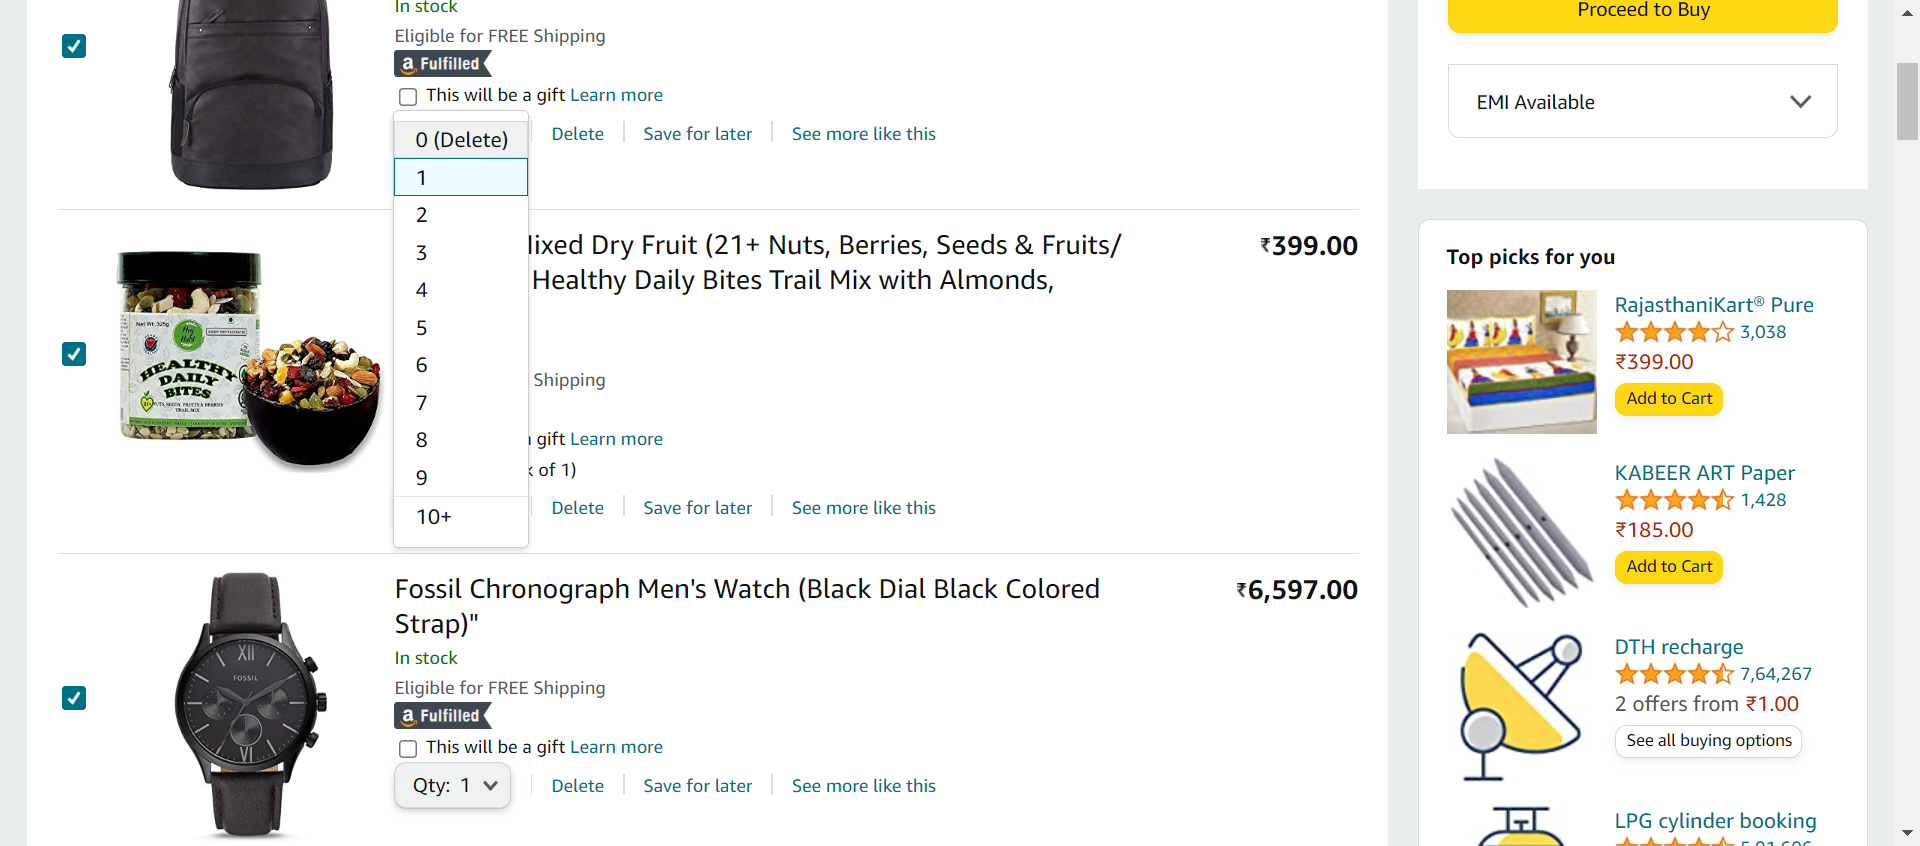 In stock
Eligible for FREE Shipping
a Fulfilled
This will be a gift Learn more
0 (Delete)
1
2
3
4
5
6
7
8
9
10+
Delete
Save for later
See more like this
ixed Dry Fruit (21+ Nuts, Berries, Seeds & Fruits/
Healthy Daily Bites Trail Mix with Almonds,
₹399.00
Shipping
gift Learn more
of 1)
Delete
Save for later
See more like this
Net Wt: 325g
HEALTHY
DAILY
BITES
Fossil Chronograph Men's Watch (Black Dial Black Colored
Strap)"
₹6,597.00
In stock
Eligible for FREE Shipping
a Fulfilled
This will be a gift Learn more
Qty: 1
Delete
Save for later
See more like this
XII
FOSSIL
VI
Proceed to Buy
EMI Available
Top picks for you
RajasthaniKart® Pure
3,038
₹399.00
Add to Cart
KABEER ART Paper
1,428
₹185.00
Add to Cart
DTH recharge
7,64,267
2 offers from ₹1.00
See all buying options
LPG cylinder booking